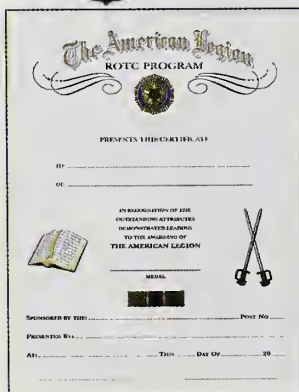 The American Legion
ROTC PROGRAM
PRESENTS THIS CERTIFICATE
TO
OF
IN RECOGNITION OF THE
OUTSTANDING ATTRIBUTES
DEMONSTRATED LEADING
TO THE AWARDING OF
THE AMERICAN LEGION
MEDAL
SPONSORED BY THE POST NO
PRESENTED BY
AT THIS DAY OF 20